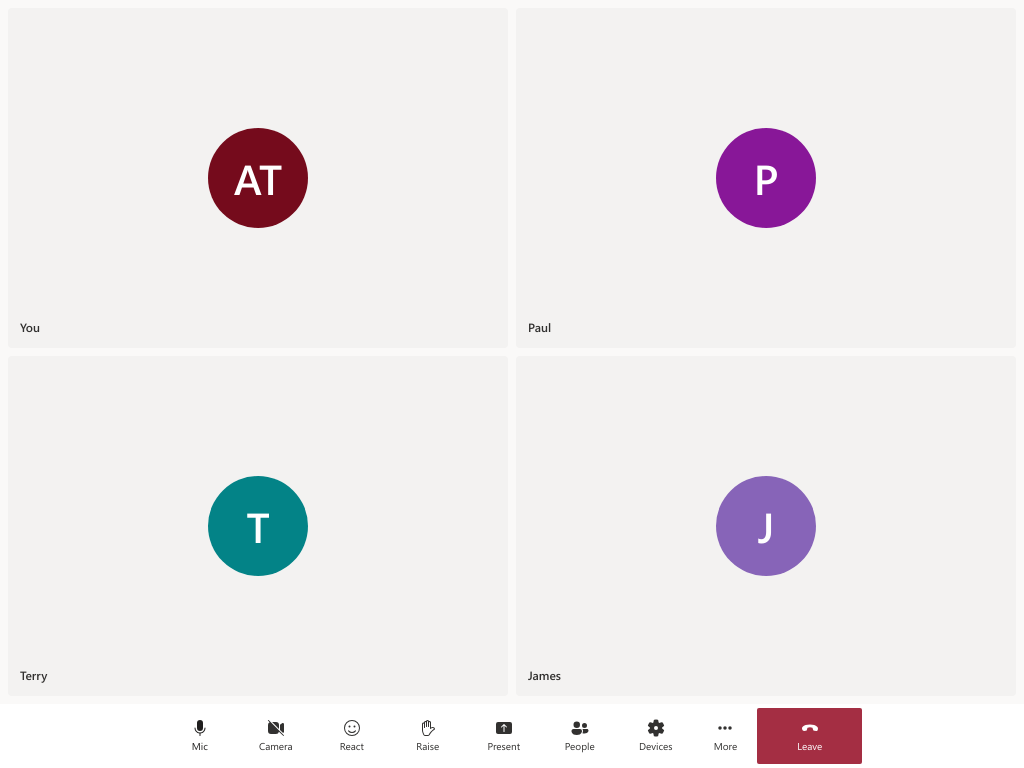 AT
You
P
Paul
T
Terry
J
James
Mic
Camera
React
Raise
Present
People
Devices
More
Leave